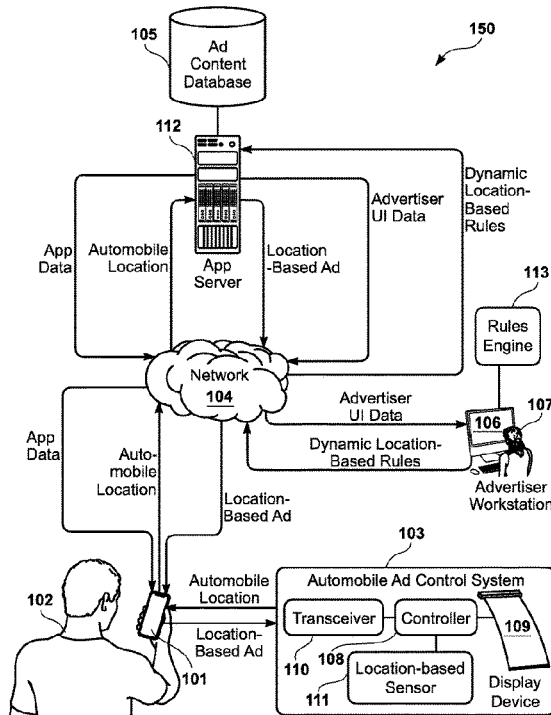 150
105
Ad
Content
Database
112
App
Server
App
Data
Automobile
Location
Location
-Based Ad
Advertiser
UI Data
Dynamic
Location-
Based
Rules
113
Rules
Engine
Network
104
Advertiser
UI Data
Dynamic Location-
Based Rules
106
107
Advertiser
Workstation
App
Data
Auto-
mobile
Location
Location-
Based Ad
102
101
Automobile
Location
Location-
Based Ad
103
Automobile Ad Control System
Transceiver
110
Controller
108
109
Display
Device
Location-based
Sensor
111